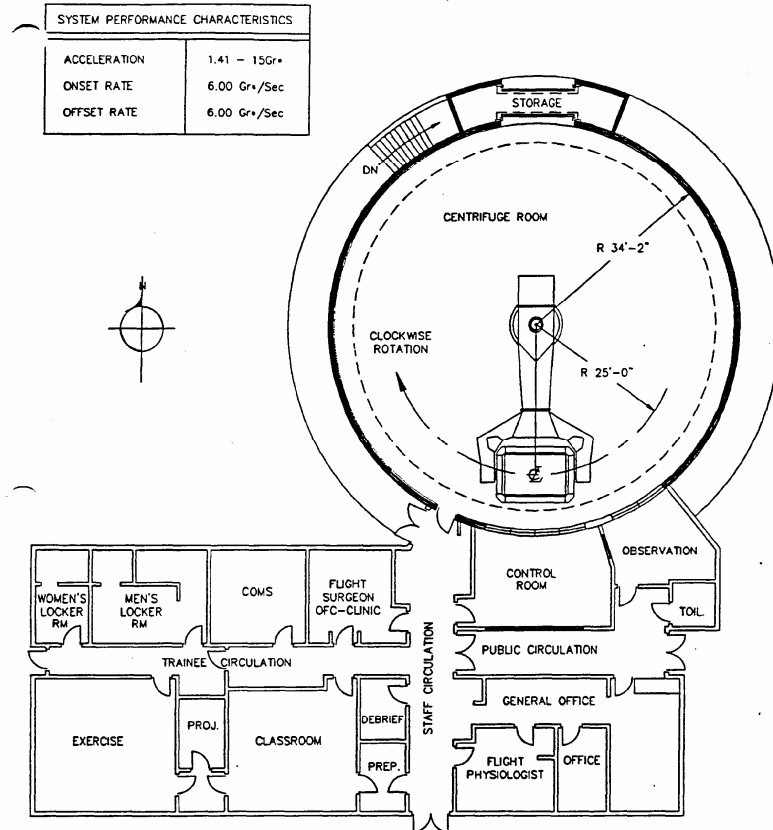 SYSTEM PERFORMANCE CHARACTERISTICS
ACCELERATION 1.41 - 15Gr*
ONSET RATE 6.00 Gr*/Sec
OFFSET RATE 6.00 Gr*/Sec
STORAGE
DN
CENTRIFUGE ROOM
R 34'-2"
N
CLOCKWISE
ROTATION
R 25'-0"
℄
OBSERVATION
WOMEN'S
LOCKER
RM
MEN'S
LOCKER
RM
COMS
FLIGHT
SURGEON
OFC-CLINIC
CONTROL
ROOM
TOIL.
TRAINEE CIRCULATION
STAFF CIRCULATION
PUBLIC CIRCULATION
EXERCISE
PROJ.
CLASSROOM
DEBRIEF
PREP.
GENERAL OFFICE
FLIGHT
PHYSIOLOGIST
OFFICE